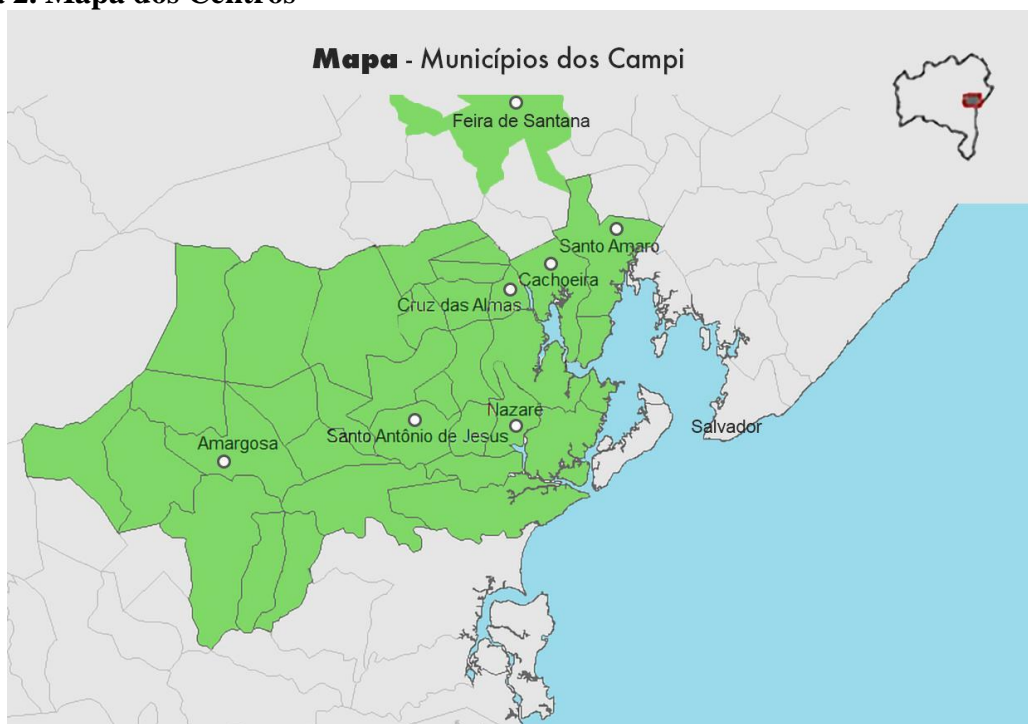 2. Mapa dos Centros
Mapa - Municípios dos Campi
Feira de Santana
Santo Amaro
Cachoeira
Cruz das Almas
Nazaré
Santo Antônio de Jesus
Amargosa
Salvador